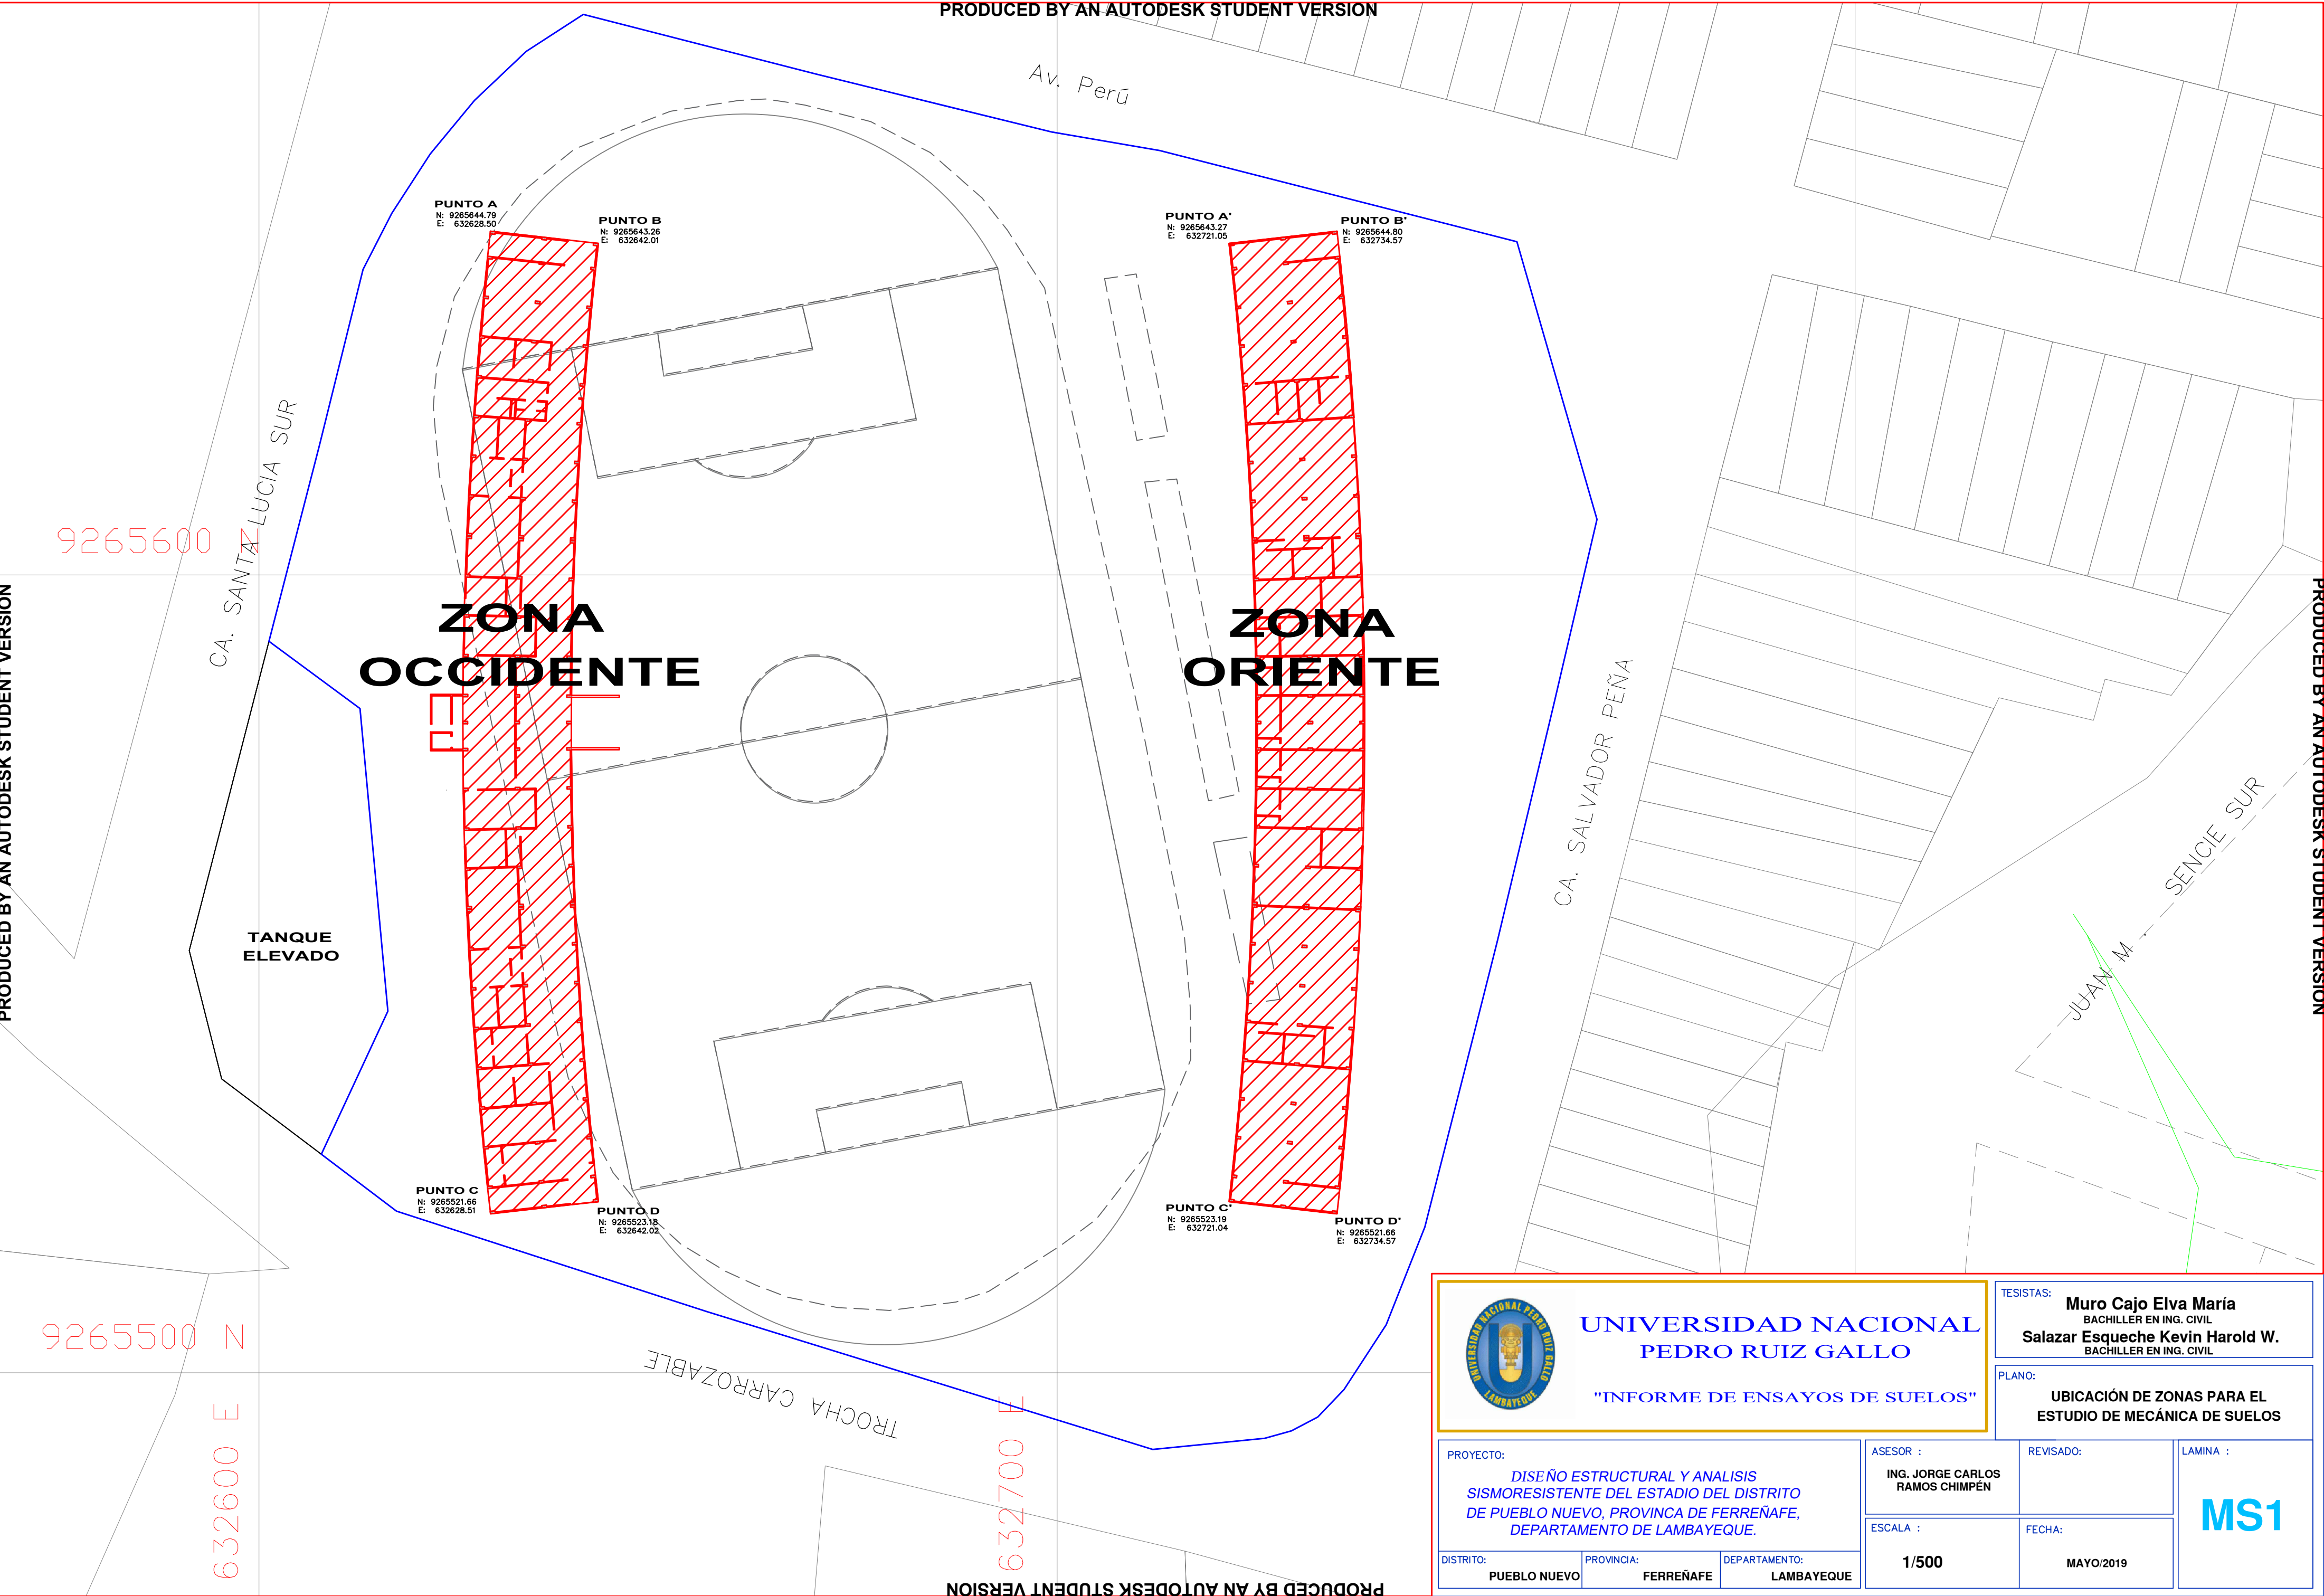 PRODUCED BY AN AUTODESK STUDENT VERSION
Av. Perú
PUNTO A
N: 9265644.79
E: 632628.50
PUNTO B
N: 9265643.26
E: 632642.01
PUNTO A'
N: 9265643.27
E: 632721.05
PUNTO B'
N: 9265644.80
E: 632734.57
CA. SANTA LUCIA SUR
9265600 N
ZONA
OCCIDENTE
ZONA
ORIENTE
CA. SALVADOR PEÑA
JUAN M. SENCIE SUR
PRODUCED BY AN AUTODESK STUDENT VERSION
PRODUCED BY AN AUTODESK STUDENT VERSION
TANQUE
ELEVADO
PUNTO C
N: 9265521.66
E: 632628.51
PUNTO D
N: 9265523.18
E: 632642.02
PUNTO C'
N: 9265523.19
E: 632721.04
PUNTO D'
N: 9265521.66
E: 632734.57
9265500 N
TROCHA CARROZABLE
632600 E
632700 E
UNIVERSIDAD NACIONAL PEDRO RUIZ GALLO
LAMBAYEQUE
UNIVERSIDAD NACIONAL
PEDRO RUIZ GALLO
"INFORME DE ENSAYOS DE SUELOS"
TESISTAS:
Muro Cajo Elva María
BACHILLER EN ING. CIVIL
Salazar Esqueche Kevin Harold W.
BACHILLER EN ING. CIVIL
PLANO:
UBICACIÓN DE ZONAS PARA EL
ESTUDIO DE MECÁNICA DE SUELOS
PROYECTO:
DISEÑO ESTRUCTURAL Y ANALISIS
SISMORESISTENTE DEL ESTADIO DEL DISTRITO
DE PUEBLO NUEVO, PROVINCA DE FERREÑAFE,
DEPARTAMENTO DE LAMBAYEQUE.
ASESOR :
ING. JORGE CARLOS
RAMOS CHIMPÉN
REVISADO:
LAMINA :
MS1
ESCALA :
1/500
FECHA:
MAYO/2019
DISTRITO:
PUEBLO NUEVO
PROVINCIA:
FERREÑAFE
DEPARTAMENTO:
LAMBAYEQUE
PRODUCED BY AN AUTODESK STUDENT VERSION